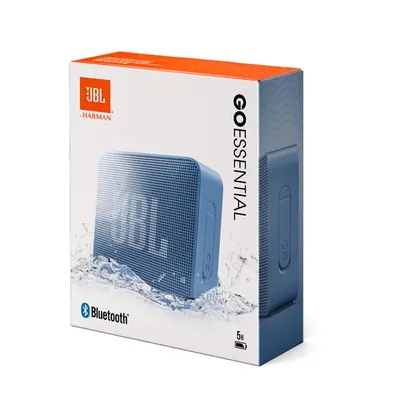 JBL
by HARMAN
GO ESSENTIAL
JBL
Bluetooth®
5H